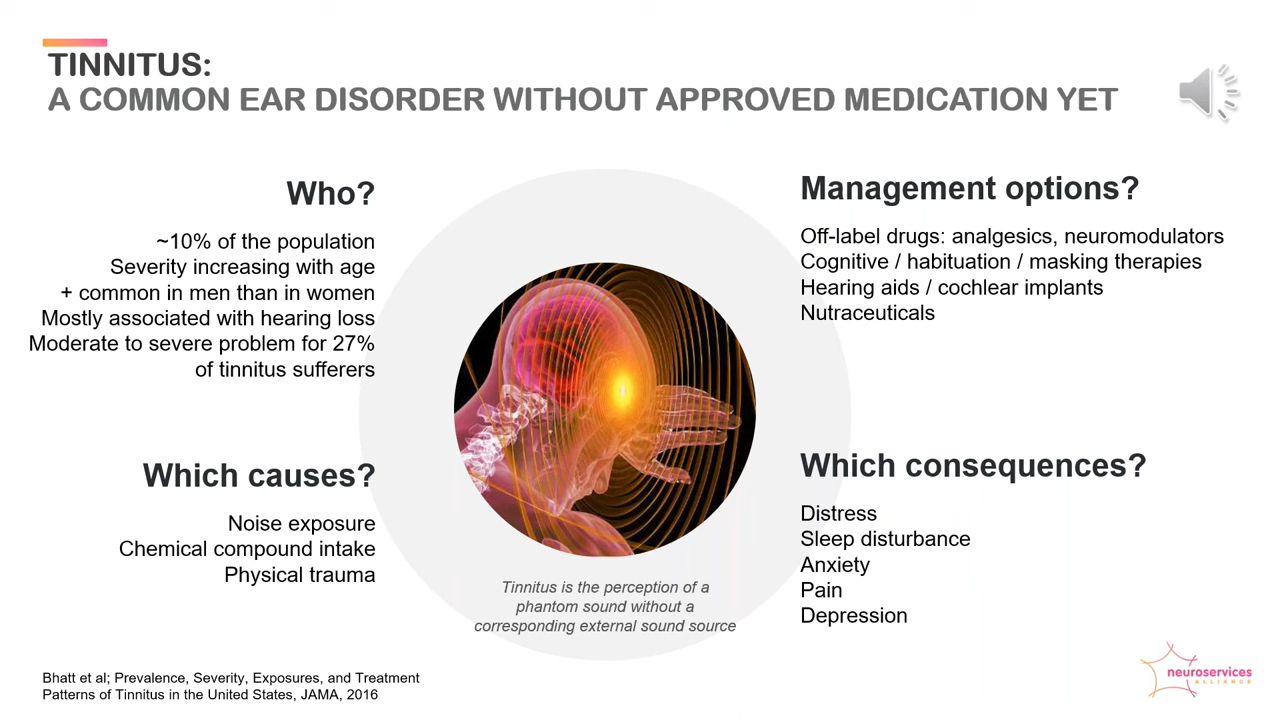 TINNITUS:
A COMMON EAR DISORDER WITHOUT APPROVED MEDICATION YET
Who?
~10% of the population
Severity increasing with age
+ common in men than in women
Mostly associated with hearing loss
Moderate to severe problem for 27%
of tinnitus sufferers
Which causes?
Noise exposure
Chemical compound intake
Physical trauma
Tinnitus is the perception of a
phantom sound without a
corresponding external sound source
Management options?
Off-label drugs: analgesics, neuromodulators
Cognitive / habituation / masking therapies
Hearing aids / cochlear implants
Nutraceuticals
Which consequences?
Distress
Sleep disturbance
Anxiety
Pain
Depression
Bhatt et al; Prevalence, Severity, Exposures, and Treatment
Patterns of Tinnitus in the United States, JAMA, 2016
neuroservices
ALLIANCE